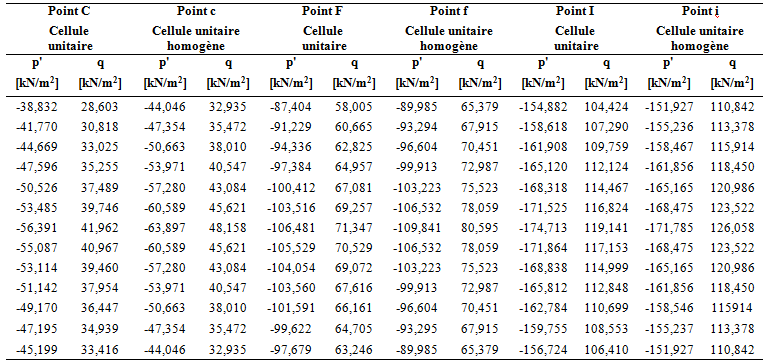 Point C Point c Point F Point f Point I Point i
Cellule unitaire Cellule unitaire homogène Cellule unitaire Cellule unitaire homogène Cellule unitaire Cellule unitaire homogène
p' q p' q p' q p' q p' q p' q
[kN/m²] [kN/m²] [kN/m²] [kN/m²] [kN/m²] [kN/m²] [kN/m²] [kN/m²] [kN/m²] [kN/m²] [kN/m²] [kN/m²]
-38,832 28,603 -44,046 32,935 -87,404 58,005 -89,985 65,379 -154,882 104,424 -151,927 110,842
-41,770 30,818 -47,354 35,472 -91,229 60,665 -93,294 67,915 -158,618 107,290 -155,236 113,378
-44,669 33,025 -50,663 38,010 -94,336 62,825 -96,604 70,451 -161,908 109,759 -158,467 115,914
-47,596 35,255 -53,971 40,547 -97,384 64,957 -99,913 72,987 -165,120 112,124 -161,856 118,450
-50,526 37,489 -57,280 43,084 -100,412 67,081 -103,223 75,523 -168,318 114,467 -165,165 120,986
-53,485 39,746 -60,589 45,621 -103,516 69,257 -106,532 78,059 -171,525 116,824 -168,475 123,522
-56,391 41,962 -63,897 48,158 -106,481 71,347 -109,841 80,595 -174,713 119,141 -171,785 126,058
-55,087 40,967 -60,589 45,621 -105,529 70,529 -106,532 78,059 -171,864 117,153 -168,475 123,522
-53,114 39,460 -57,280 43,084 -104,054 69,072 -103,223 75,523 -168,838 114,999 -165,165 120,986
-51,142 37,954 -53,971 40,547 -103,560 67,616 -99,913 72,987 -165,812 112,848 -161,856 118,450
-49,170 36,447 -50,663 38,010 -101,591 66,161 -96,604 70,451 -162,784 110,699 -158,546 115914
-47,195 34,939 -47,354 35,472 -99,622 64,705 -93,295 67,915 -159,755 108,553 -155,237 113,378
-45,199 33,416 -44,046 32,935 -97,679 63,246 -89,985 65,379 -156,724 106,410 -151,927 110,842